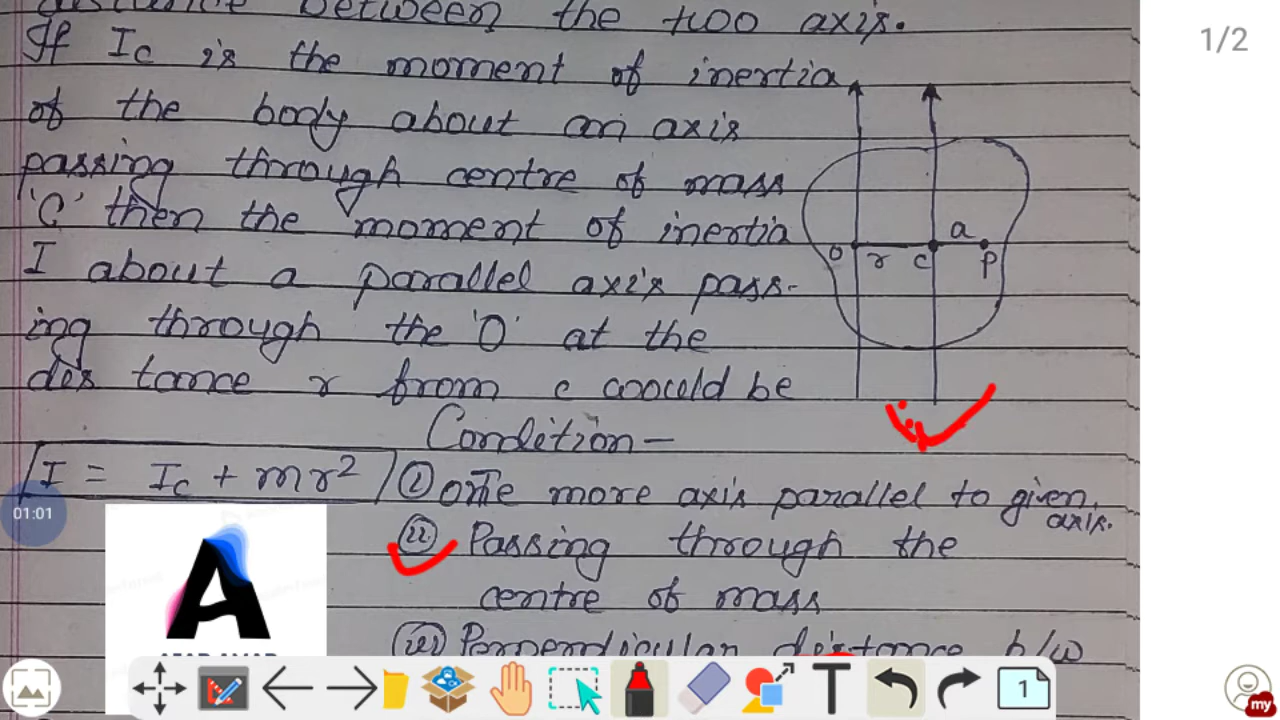 distance between the two axis.
If Ic is the moment of inertia
of the body about an axis
passing through centre of mass
'C' then the moment of inertia
I about a parallel axis pass-
ing through the 'O' at the
dis tance r from c would be
Condition –
I = Ic + mr²
(i) one more axis parallel to given axis.
(ii) Passing through the
centre of mass
(iii) Perpendicular distance b/w
O r C a P
1/2
01:01
A
1
my